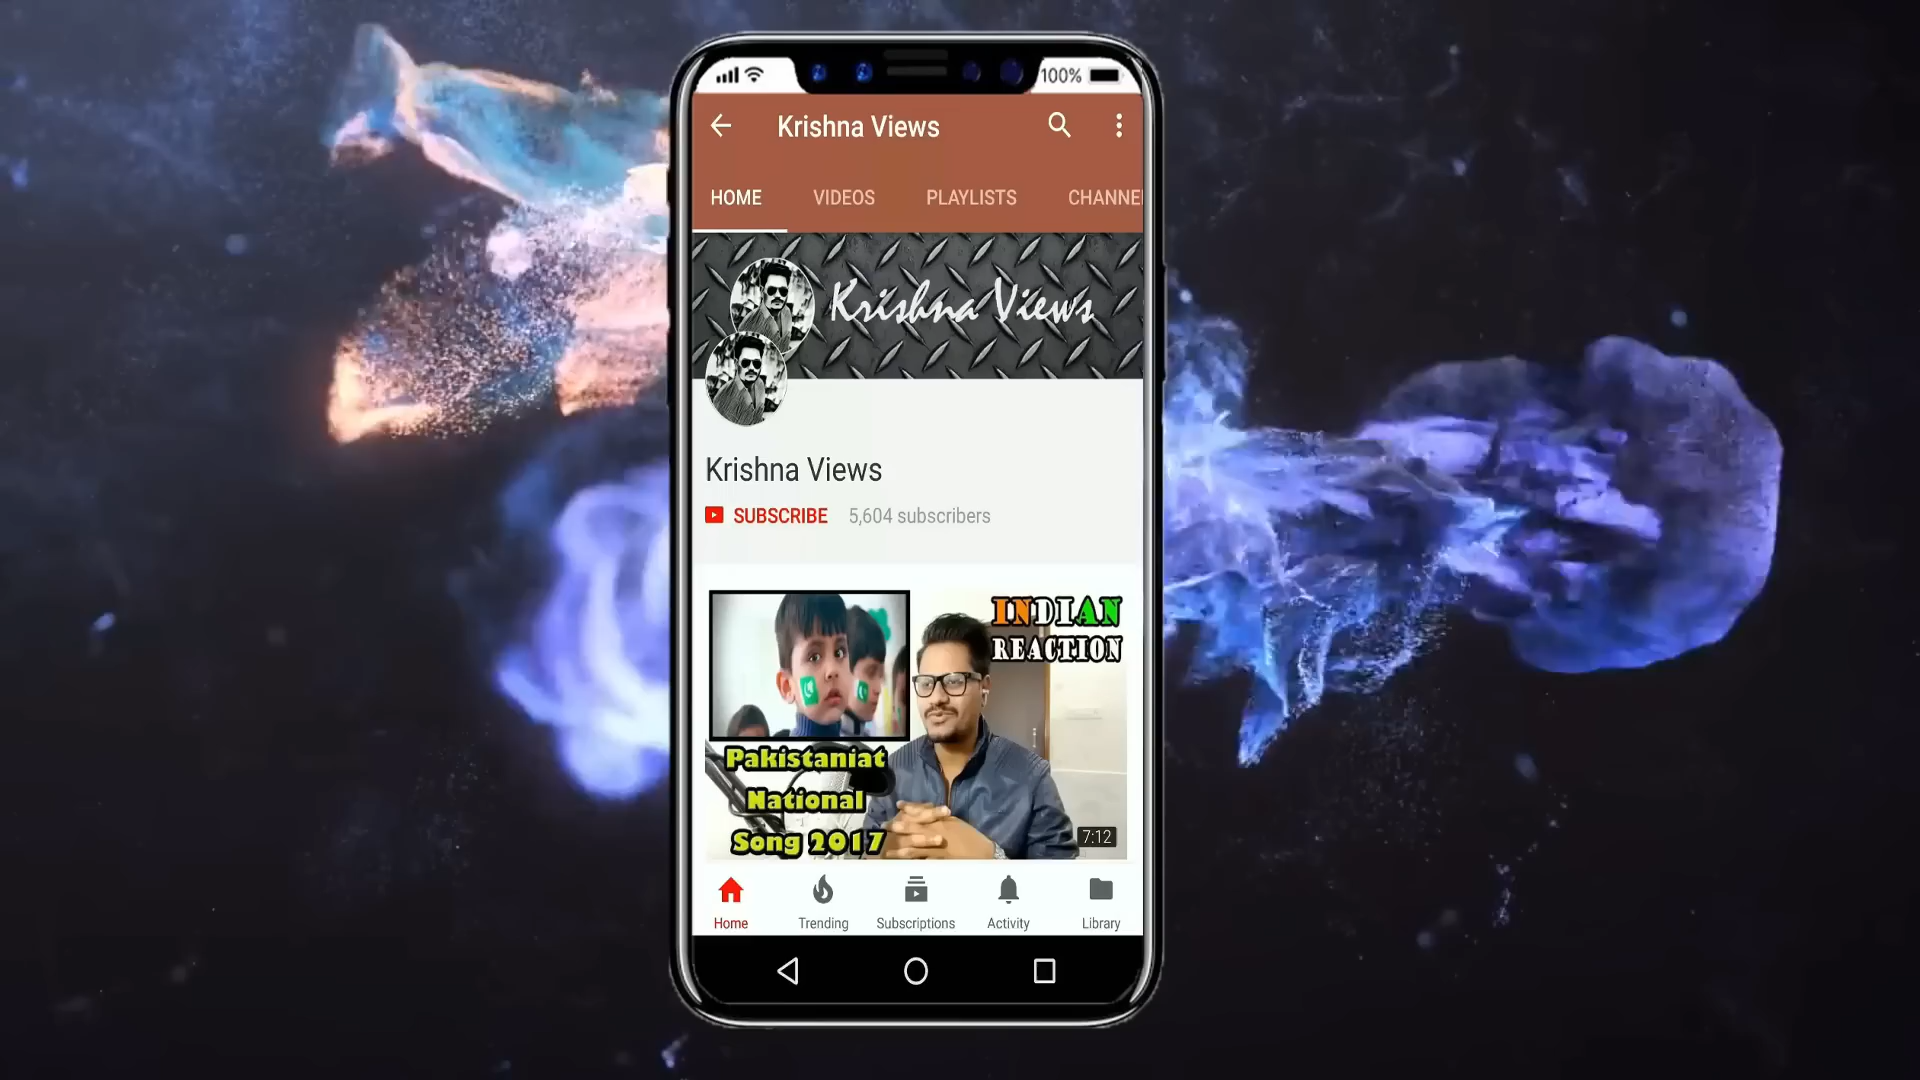 100%
Krishna Views
HOME VIDEOS PLAYLISTS CHANNE
Krishna Views
Krishna Views
SUBSCRIBE 5,604 subscribers
INDIAN
REACTION
Pakistaniat
National
Song 2017
7:12
Home Trending Subscriptions Activity Library